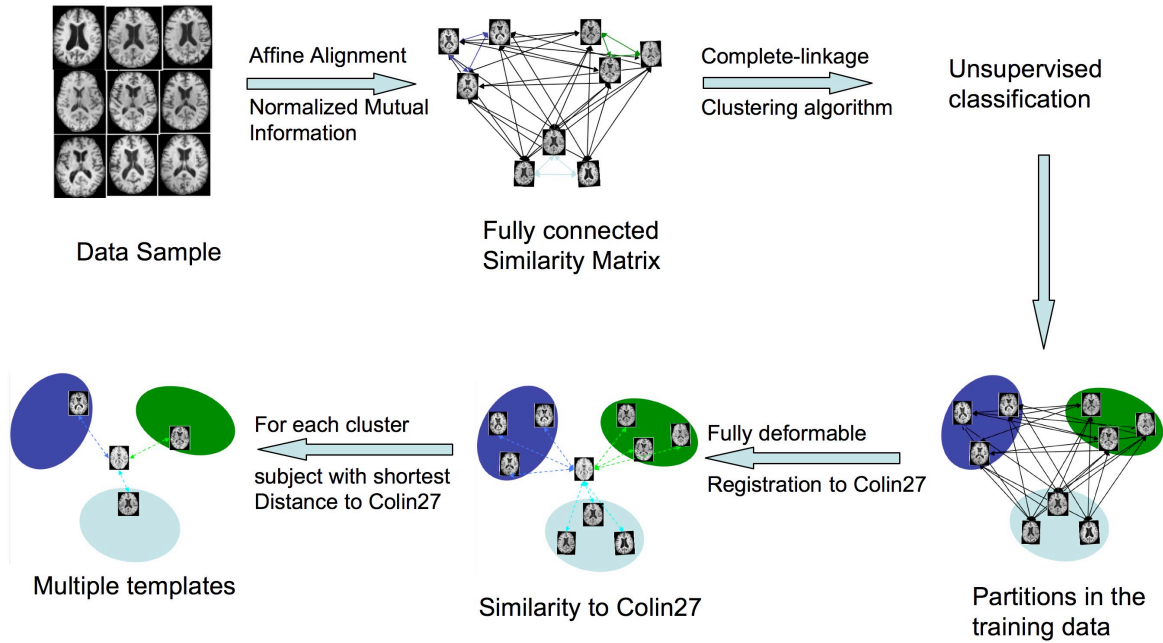 Affine Alignment
Normalized Mutual
Information
Complete-linkage
Clustering algorithm
Unsupervised
classification
Data Sample
Fully connected
Similarity Matrix
For each cluster
subject with shortest
Distance to Colin27
Fully deformable
Registration to Colin27
Multiple templates
Similarity to Colin27
Partitions in the
training data